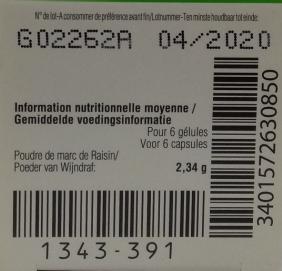 N° de lot-A consommer de préférence avant fin/Lotnummer-Ten minste houdbaar tot einde:
G02262A 04/2020
Information nutritionnelle moyenne /
Gemiddelde voedingsinformatie
Pour 6 gélules
Voor 6 capsules
Poudre de marc de Raisin/
Poeder van Wijndraf: 2,34 g
3401572630850
1343-391